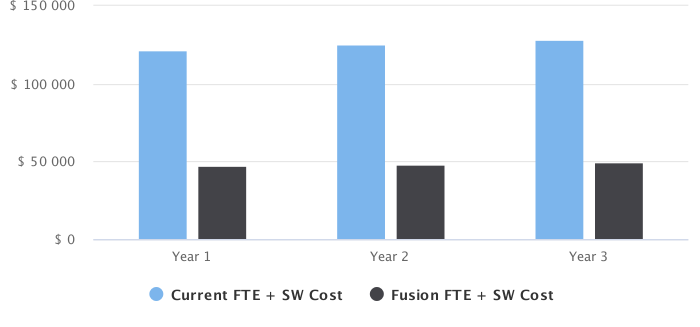 $ 150 000
$ 100 000
$ 50 000
$ 0
Year 1 Year 2 Year 3
Current FTE + SW Cost Fusion FTE + SW Cost